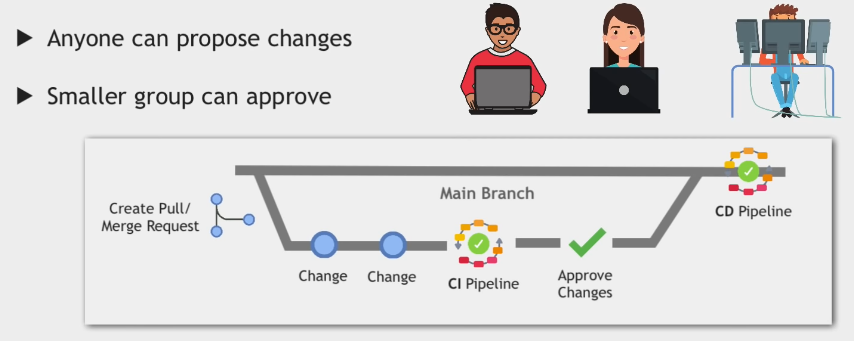 Anyone can propose changes
Smaller group can approve
Main Branch
Create Pull/
Merge Request
CD Pipeline
Change
Change
CI Pipeline
Approve
Changes